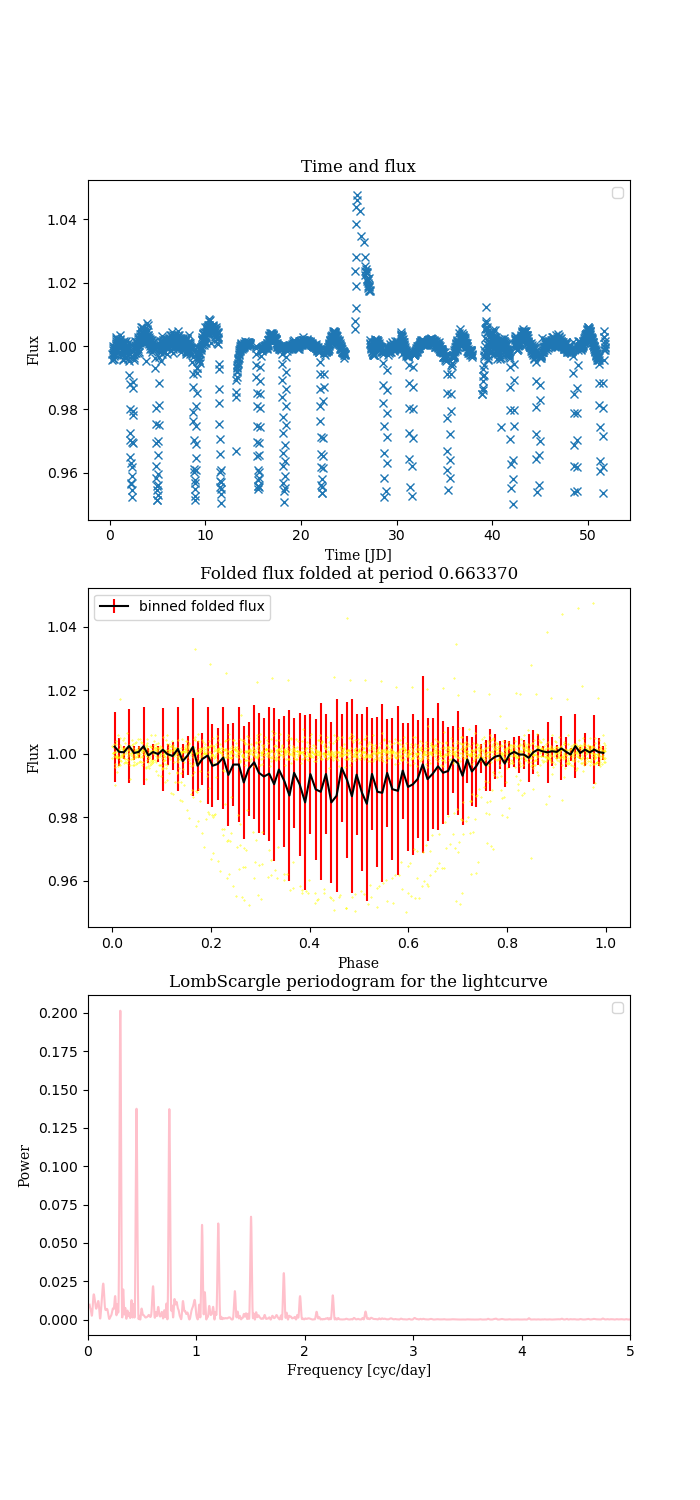 Time and flux
1.04
1.02
1.00
0.98
0.96
Flux
0 10 20 30 40 50
Time [JD]
Folded flux folded at period 0.663370
binned folded flux
1.04
1.02
1.00
0.98
0.96
Flux
0.0 0.2 0.4 0.6 0.8 1.0
Phase
LombScargle periodogram for the lightcurve
0.200
0.175
0.150
0.125
0.100
0.075
0.050
0.025
0.000
Power
0 1 2 3 4 5
Frequency [cyc/day]